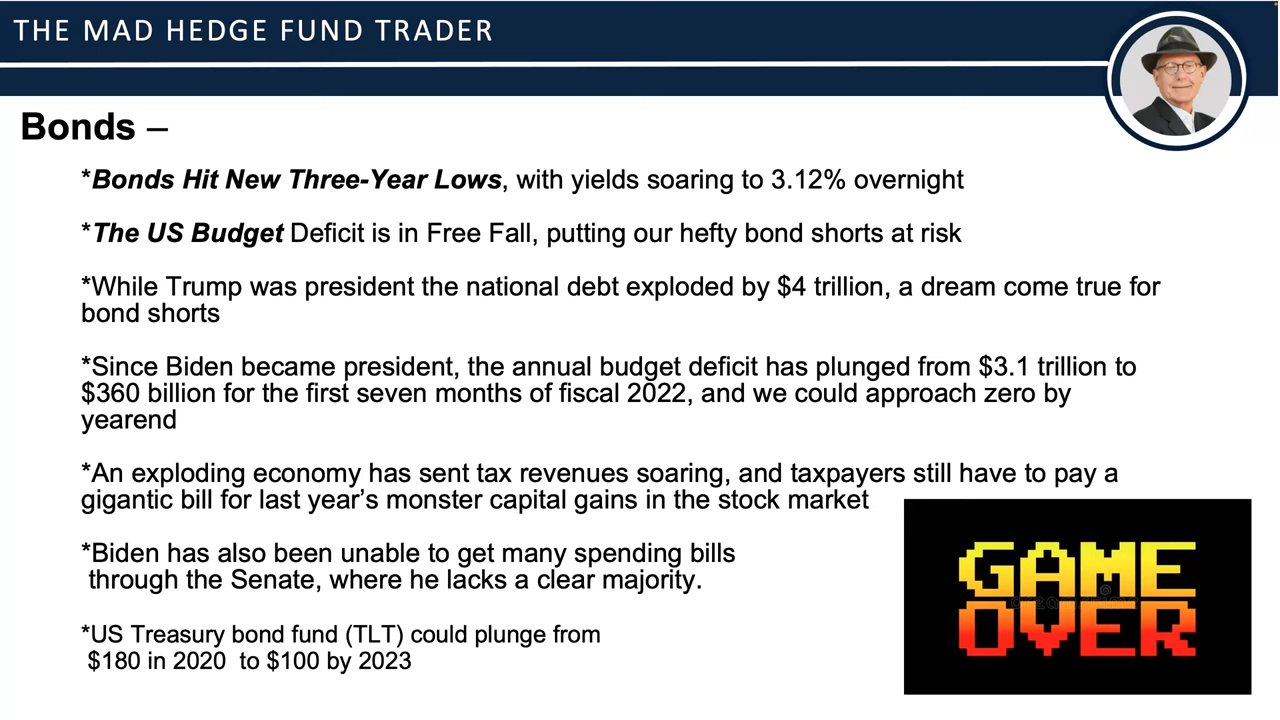 THE MAD HEDGE FUND TRADER
Bonds –
*Bonds Hit New Three-Year Lows, with yields soaring to 3.12% overnight
*The US Budget Deficit is in Free Fall, putting our hefty bond shorts at risk
*While Trump was president the national debt exploded by $4 trillion, a dream come true for
bond shorts
*Since Biden became president, the annual budget deficit has plunged from $3.1 trillion to
$360 billion for the first seven months of fiscal 2022, and we could approach zero by
yearend
*An exploding economy has sent tax revenues soaring, and taxpayers still have to pay a
gigantic bill for last year’s monster capital gains in the stock market
*Biden has also been unable to get many spending bills
through the Senate, where he lacks a clear majority.
*US Treasury bond fund (TLT) could plunge from
$180 in 2020 to $100 by 2023
GAME
OVER